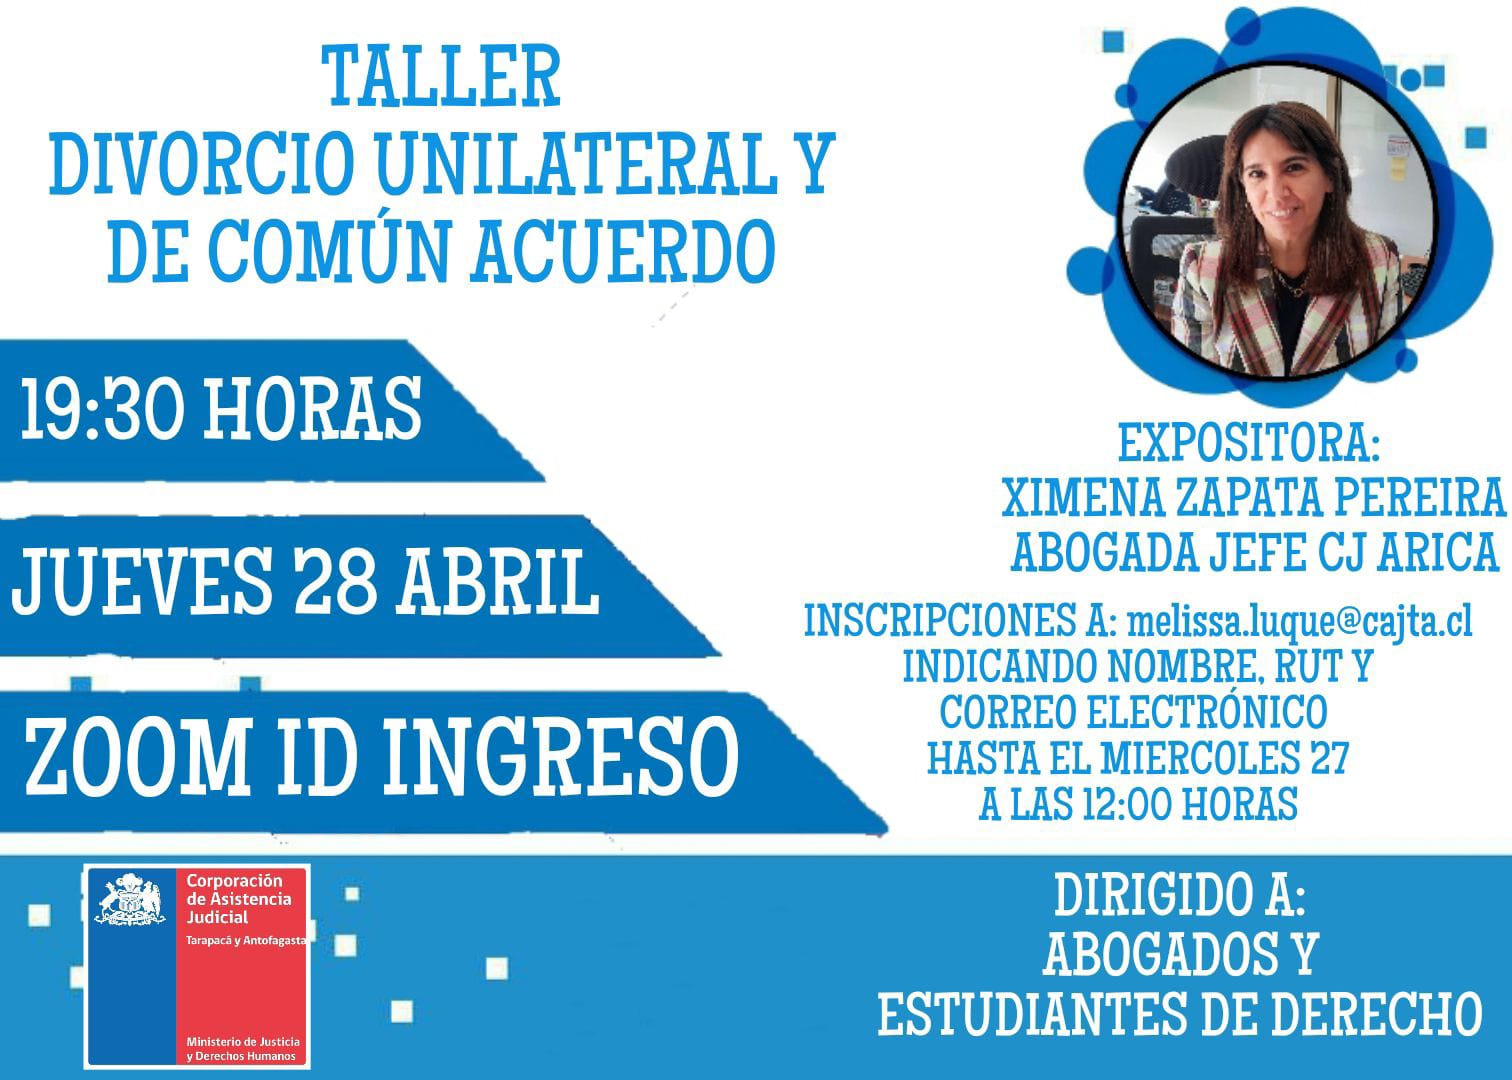 TALLER
DIVORCIO UNILATERAL Y
DE COMÚN ACUERDO
19:30 HORAS
JUEVES 28 ABRIL
ZOOM ID INGRESO
EXPOSITORA:
XIMENA ZAPATA PEREIRA
ABOGADA JEFE CJ ARICA
INSCRIPCIONES A: melissa.luque@cajta.cl
INDICANDO NOMBRE, RUT Y
CORREO ELECTRÓNICO
HASTA EL MIERCOLES 27
A LAS 12:00 HORAS
Corporación
de Asistencia
Judicial
Tarapacá y Antofagasta
Ministerio de Justicia
y Derechos Humanos
DIRIGIDO A:
ABOGADOS Y
ESTUDIANTES DE DERECHO